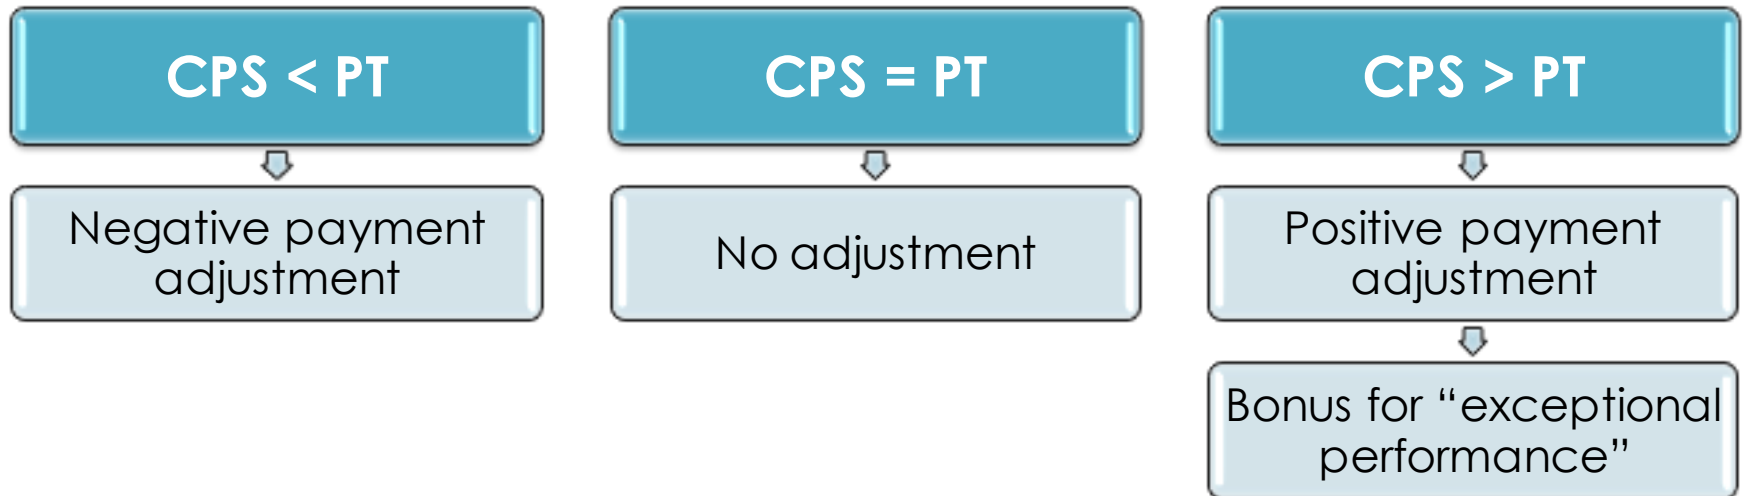 CPS < PT
Negative payment
adjustment
CPS = PT
No adjustment
CPS > PT
Positive payment
adjustment
Bonus for “exceptional
performance”